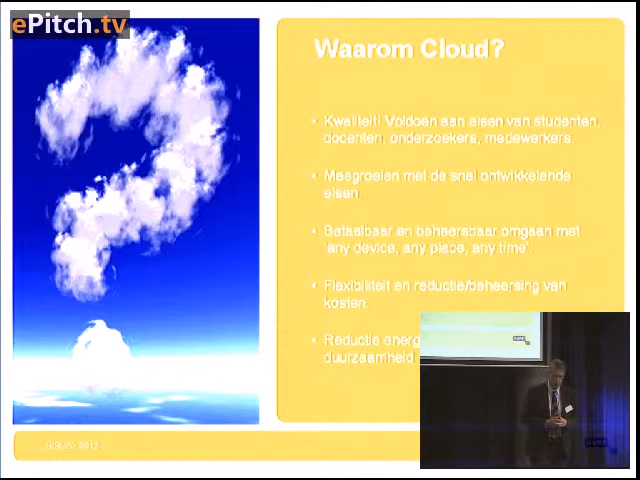 ePitch.tv
Waarom Cloud?
• Kwaliteit! Voldoen aan eisen van studenten,
docenten, onderzoekers, medewerkers.
• Meegroeien met de snel ontwikkelende
eisen.
• Betaalbaar en beheersbaar omgaan met
'any device, any place, any time'
• Flexibiliteit en reductie/beheersing van
kosten.
• Reductie
duurzaamheid
2012
SURF